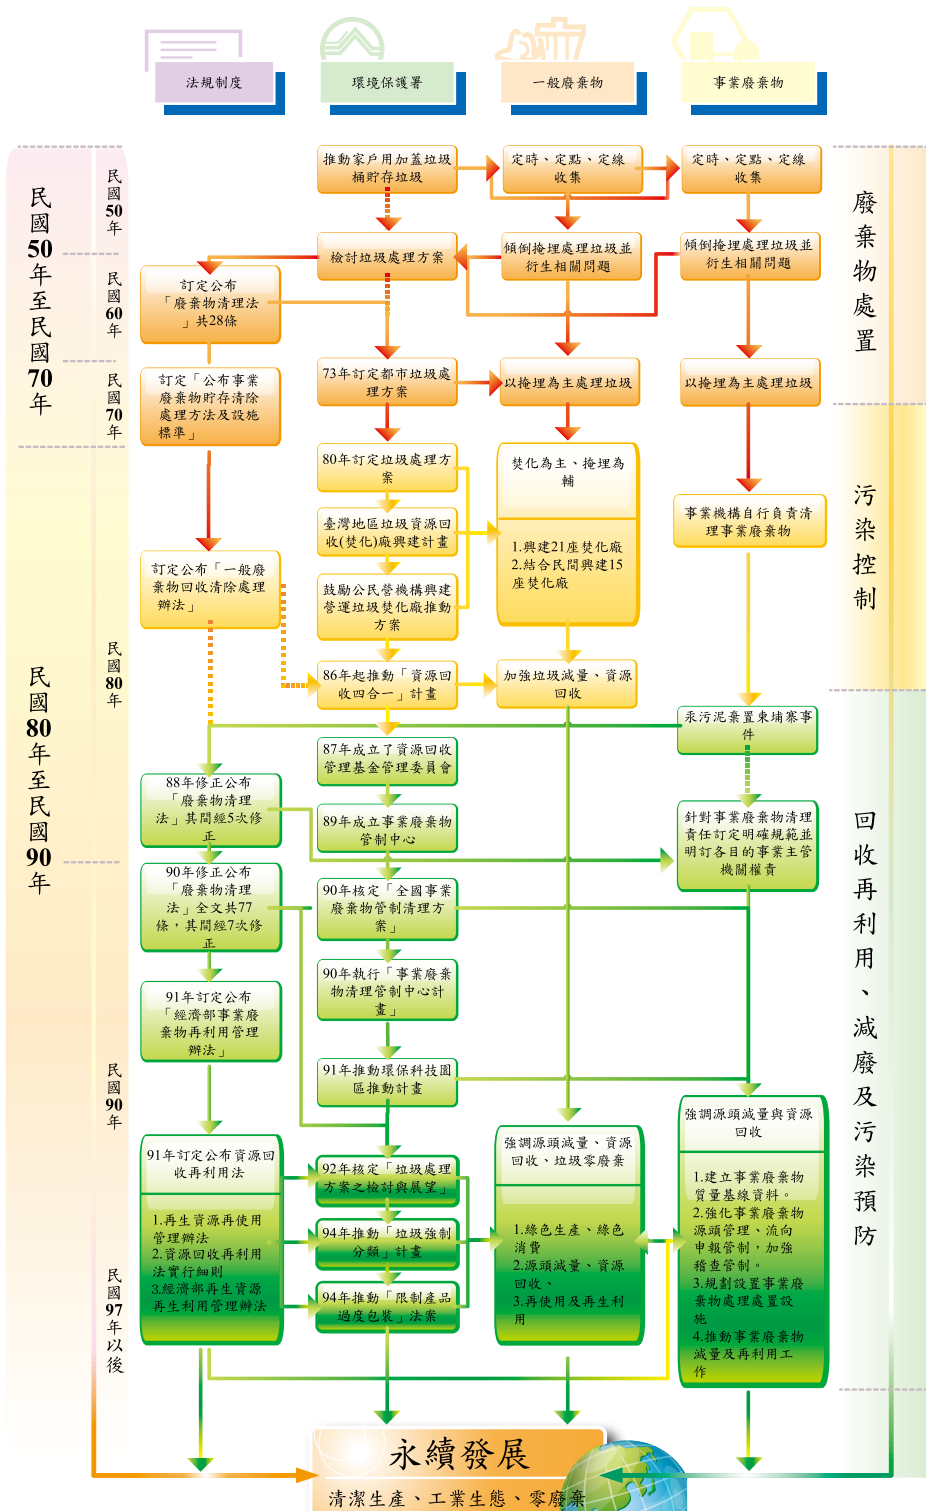 法規制度
環境保護署
一般廢棄物
事業廢棄物
民國50年至民國70年
民國50年
民國60年
民國70年
民國80年至民國90年
民國80年
民國90年
民國97年以後
廢棄物處置
污染控制
回收再利用、減廢及污染預防
推動家戶用加蓋垃圾
桶貯存垃圾
定時、定點、定線
收集
定時、定點、定線
收集
檢討垃圾處理方案
傾倒掩埋處理垃圾並
衍生相關問題
傾倒掩埋處理垃圾並
衍生相關問題
訂定公布
「廢棄物清理法
」共28條
73年訂定都市垃圾處
理方案
以掩埋為主處理垃圾
以掩埋為主處理垃圾
訂定「公布事業
廢棄物貯存清除
處理方法及設施
標準」
80年訂定垃圾處理方
案
臺灣地區垃圾資源回
收(焚化)廠興建計畫
鼓勵公民營機構興建
營運垃圾焚化廠推動
方案
焚化為主、掩埋為
輔
1.興建21座焚化廠
2.結合民間興建15
座焚化廠
事業機構自行負責清
理事業廢棄物
訂定公布「一般廢
棄物回收清除處理
辦法」
86年起推動「資源回
收四合一」計畫
加強垃圾減量、資源
回收
汞污泥棄置柬埔寨事
件
87年成立了資源回收
管理基金管理委員會
88年修正公布
「廢棄物清理
法」其間經5次修
正
89年成立事業廢棄物
管制中心
針對事業廢棄物清理
責任訂定明確規範並
明訂各目的事業主管
機關權責
90年修正公布
「廢棄物清理
法」全文共77
條，其間經7次修
正
90年核定「全國事業
廢棄物管制清理方
案」
90年執行「事業廢棄
物清理管制中心計
畫」
91年訂定公布
「經濟部事業廢
棄物再利用管理
辦法」
91年推動環保科技園
區推動計畫
91年訂定公布資源回
收再利用法
1.再生資源再使用
管理辦法
2.資源回收再利用
法實行細則
3.經濟部再生資源
再生利用管理辦法
92年核定「垃圾處理
方案之檢討與展望」
94年推動「垃圾強制
分類」計畫
94年推動「限制產品
過度包裝」法案
強調源頭減量、資源
回收、垃圾零廢棄
1.綠色生產、綠色
消費
2.源頭減量、資源
回收、
3.再使用及再生利
用
強調源頭減量與資源
回收
1.建立事業廢棄物
質量基線資料。
2.強化事業廢棄物
源頭管理、流向
申報管制，加強
稽查管制。
3.規劃設置事業廢
棄物處理處置設
施
4.推動事業廢棄物
減量及再利用工
作
永續發展
清潔生產、工業生態、零廢棄